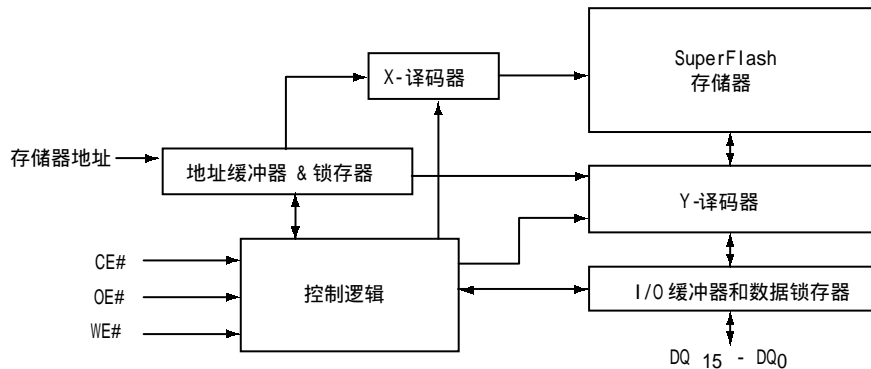 SuperFlash
存储器
X-译码器
存储器地址
地址缓冲器 & 锁存器
Y-译码器
CE#
OE#
WE#
控制逻辑
I/O 缓冲器和数据锁存器
DQ 15 - DQ0